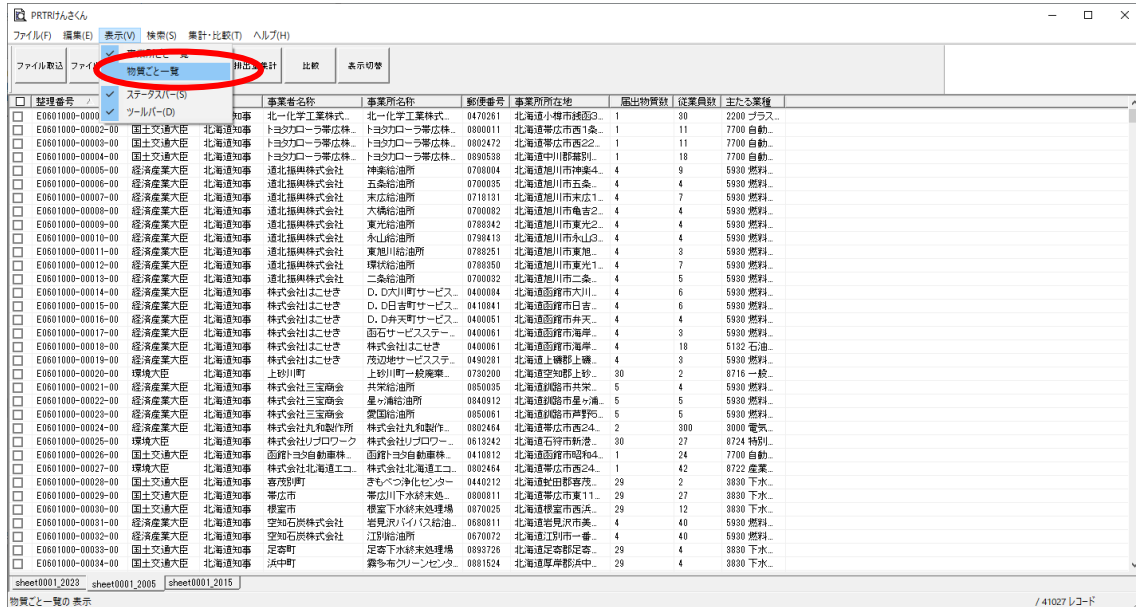 PRTRけんさくん
ファイル(F) 編集(E) 表示(V) 検索(S) 集計・比較(T) ヘルプ(H)
ファイル取込 比較 表示切替
物質ごと一覧
ステータスバー(S)
ツールバー(D)
整理番号 事業者名称 事業所名称 郵便番号 事業所所在地 届出物質数 従業員数 主たる業種
E0601000-0000 知事 北一化学工業株式... 北一化学工業株式... 0470261 北海道小樽市銭函3... 1 30 2200 プラス...
E0601000-00002-00 国土交通大臣 北海道知事 トヨタカローラ帯広株... トヨタカローラ帯広株... 0800011 北海道帯広市西1条... 1 11 7700 自動...
E0601000-00003-00 国土交通大臣 北海道知事 トヨタカローラ帯広株... トヨタカローラ帯広株... 0802472 北海道帯広市西22... 1 11 7700 自動...
E0601000-00004-00 国土交通大臣 北海道知事 トヨタカローラ帯広株... トヨタカローラ帯広株... 0890538 北海道中川郡幕別... 1 18 7700 自動...
E0601000-00005-00 経済産業大臣 北海道知事 道北振興株式会社 神楽給油所 0708004 北海道旭川市神楽4... 4 9 5930 燃料...
E0601000-00006-00 経済産業大臣 北海道知事 道北振興株式会社 五条給油所 0700035 北海道旭川市五条... 4 4 5930 燃料...
E0601000-00007-00 経済産業大臣 北海道知事 道北振興株式会社 末広給油所 0718131 北海道旭川市末広1... 4 7 5930 燃料...
E0601000-00008-00 経済産業大臣 北海道知事 道北振興株式会社 大橋給油所 0700082 北海道旭川市亀吉2... 4 4 5930 燃料...
E0601000-00009-00 経済産業大臣 北海道知事 道北振興株式会社 東光給油所 0788342 北海道旭川市東光2... 4 4 5930 燃料...
E0601000-00010-00 経済産業大臣 北海道知事 道北振興株式会社 永山給油所 0798413 北海道旭川市永山3... 4 4 5930 燃料...
E0601000-00011-00 経済産業大臣 北海道知事 道北振興株式会社 東旭川給油所 0788251 北海道旭川市東旭... 4 3 5930 燃料...
E0601000-00012-00 経済産業大臣 北海道知事 道北振興株式会社 環状給油所 0788350 北海道旭川市東光1... 4 7 5930 燃料...
E0601000-00013-00 経済産業大臣 北海道知事 道北振興株式会社 二条給油所 0700032 北海道旭川市二条... 4 5 5930 燃料...
E0601000-00014-00 経済産業大臣 北海道知事 株式会社はこせき D．D大川町サービス... 0400084 北海道函館市大川... 4 6 5930 燃料...
E0601000-00015-00 経済産業大臣 北海道知事 株式会社はこせき D．D日吉町サービス... 0410841 北海道函館市日吉... 4 6 5930 燃料...
E0601000-00016-00 経済産業大臣 北海道知事 株式会社はこせき D．D弁天町サービス... 0400051 北海道函館市弁天... 4 4 5930 燃料...
E0601000-00017-00 経済産業大臣 北海道知事 株式会社はこせき 函石サービスステー... 0400061 北海道函館市海岸... 4 3 5930 燃料...
E0601000-00018-00 経済産業大臣 北海道知事 株式会社はこせき 株式会社はこせき 0400061 北海道函館市海岸... 4 18 5132 石油...
E0601000-00019-00 経済産業大臣 北海道知事 株式会社はこせき 茂辺地サービスステ... 0490281 北海道上磯郡上磯... 4 3 5930 燃料...
E0601000-00020-00 環境大臣 北海道知事 上砂川町 上砂川町一般廃棄... 0730200 北海道空知郡上砂... 30 2 8716 一般...
E0601000-00021-00 経済産業大臣 北海道知事 株式会社三宝商会 共栄給油所 0850035 北海道釧路市共栄... 5 4 5930 燃料...
E0601000-00022-00 経済産業大臣 北海道知事 株式会社三宝商会 星ヶ浦給油所 0840912 北海道釧路市星ヶ浦... 5 5 5930 燃料...
E0601000-00023-00 経済産業大臣 北海道知事 株式会社三宝商会 愛国給油所 0850061 北海道釧路市芦野5... 5 5 5930 燃料...
E0601000-00024-00 経済産業大臣 北海道知事 株式会社丸和製作所 株式会社丸和製作... 0802464 北海道帯広市西24... 2 300 3000 電気...
E0601000-00025-00 環境大臣 北海道知事 株式会社リプロワーク 株式会社リプロワー... 0613242 北海道石狩市新港... 30 27 8724 特別...
E0601000-00026-00 国土交通大臣 北海道知事 函館トヨタ自動車株... 函館トヨタ自動車株... 0410812 北海道函館市昭和4... 1 24 7700 自動...
E0601000-00027-00 環境大臣 北海道知事 株式会社北海道エコ... 株式会社北海道エコ... 0802464 北海道帯広市西24... 1 42 8722 産業...
E0601000-00028-00 国土交通大臣 北海道知事 喜茂別町 きもべつ浄化センター 0440212 北海道虻田郡喜茂... 29 2 3830 下水...
E0601000-00029-00 国土交通大臣 北海道知事 帯広市 帯広川下水終末処... 0800811 北海道帯広市東11... 29 27 3830 下水...
E0601000-00030-00 国土交通大臣 北海道知事 根室市 根室下水終末処理場 0870025 北海道根室市西浜... 29 12 3830 下水...
E0601000-00031-00 経済産業大臣 北海道知事 空知石炭株式会社 岩見沢バイパス給油... 0680811 北海道岩見沢市美... 4 40 5930 燃料...
E0601000-00032-00 経済産業大臣 北海道知事 空知石炭株式会社 江別給油所 0670072 北海道江別市一番... 4 40 5930 燃料...
E0601000-00033-00 国土交通大臣 北海道知事 足寄町 足寄下水終末処理場 0893726 北海道足寄郡足寄... 29 4 3830 下水...
E0601000-00034-00 国土交通大臣 北海道知事 浜中町 霧多布クリーンセンタ... 0881524 北海道厚岸郡浜中... 29 4 3830 下水...
sheet0001_2023 sheet0001_2005 sheet0001_2015
物質ごと一覧の 表示 / 41027 レコード